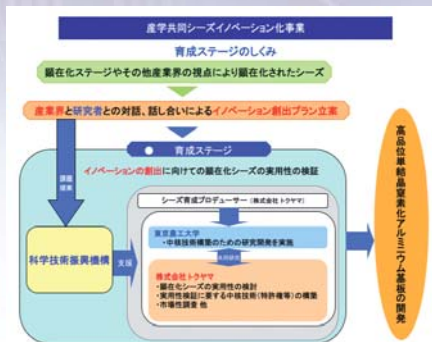 産学共同シーズイノベーション化事業
育成ステージのしくみ
顕在化ステージやその他産業界の視点により顕在化されたシーズ
産業界と研究者との対話、話し合いによるイノベーション創出プラン立案
育成ステージ
イノベーションの創出に向けての顕在化シーズの実用性の検証
課題提案
シーズ育成プロデューサー(株式会社トクヤマ)
東京農工大学
・中核技術構築のための研究開発を実施
科学技術振興機構
支援
共同研究
株式会社トクヤマ
・顕在化シーズの実用性の検討
・実用性検証に要する中核技術(特許権等)の構築
・市場性調査 他
高品位単結晶窒化アルミニウム基板の開発